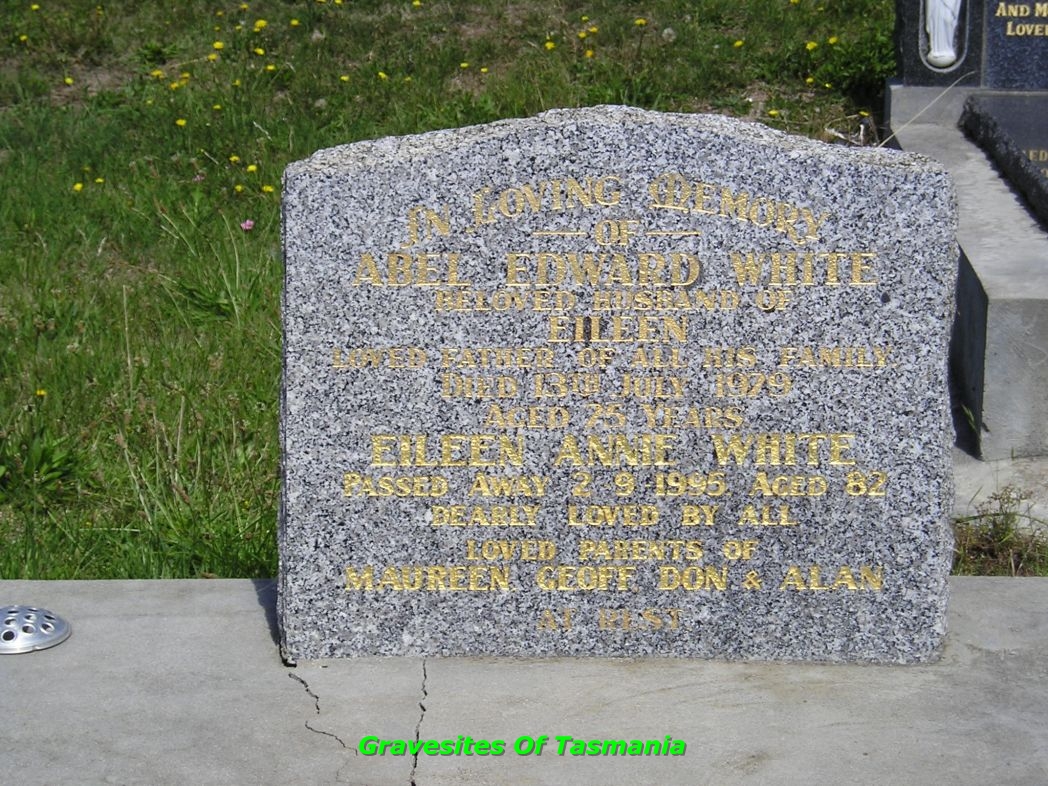 IN LOVING MEMORY
OF
ABEL EDWARD WHITE
BELOVED HUSBAND OF
EILEEN
LOVED FATHER OF ALL HIS FAMILY
DIED 13TH JULY 1979
AGED 75 YEARS
EILEEN ANNIE WHITE
PASSED AWAY 2 9 1995 AGED 82
DEARLY LOVED BY ALL
LOVED PARENTS OF
MAUREEN GEOFF DON & ALAN
AT REST
AND M
LOVE
Gravesites Of Tasmania